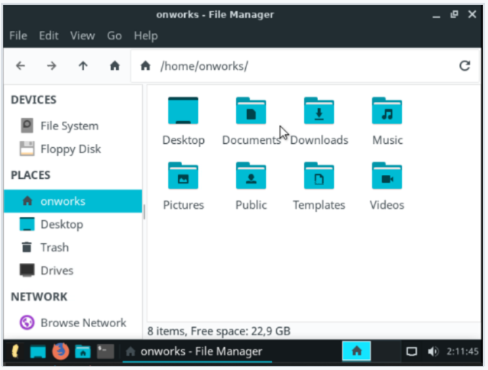 onworks - File Manager
File Edit View Go Help
/home/onworks/
DEVICES
File System
Floppy Disk
PLACES
onworks
Desktop
Trash
Drives
NETWORK
Browse Network
Desktop Documents Downloads Music
Pictures Public Templates Videos
8 items, Free space: 22,9 GB
onworks - File Manager
2:11:45